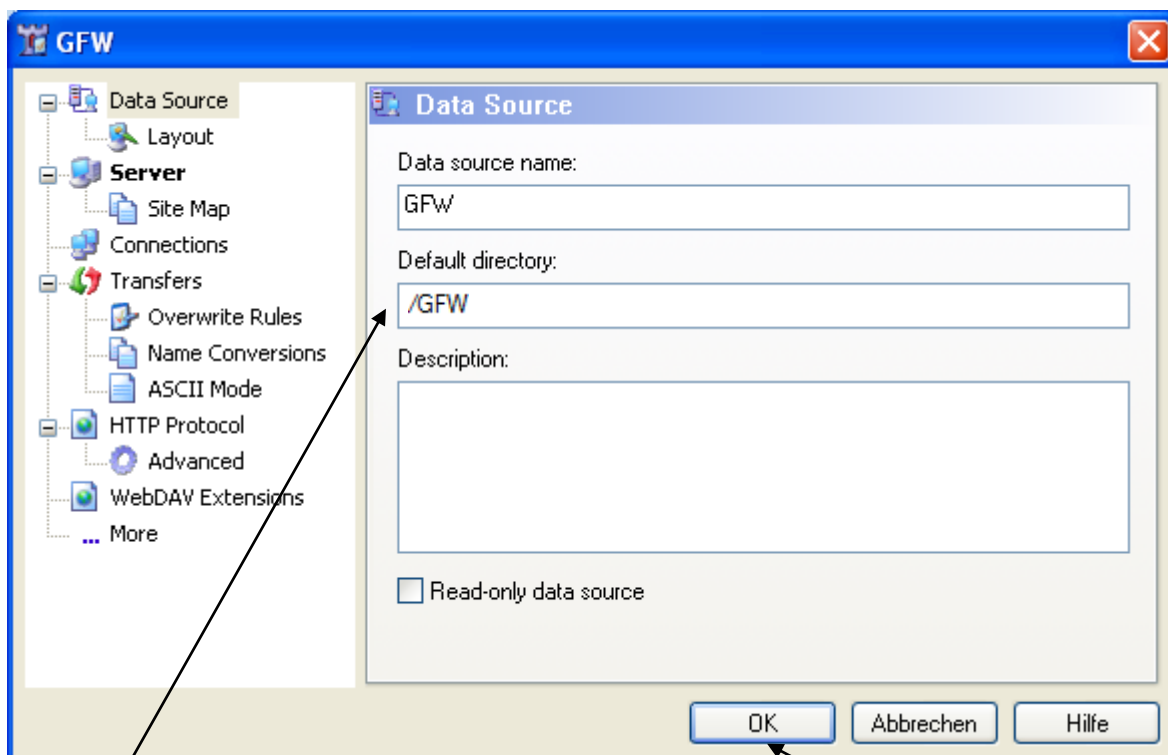 GFW
Data Source
Layout
Server
Site Map
Connections
Transfers
Overwrite Rules
Name Conversions
ASCII Mode
HTTP Protocol
Advanced
WebDAV Extensions
... More
Data Source
Data source name:
GFW
Default directory:
/GFW
Description:
Read-only data source
OK
Abbrechen
Hilfe